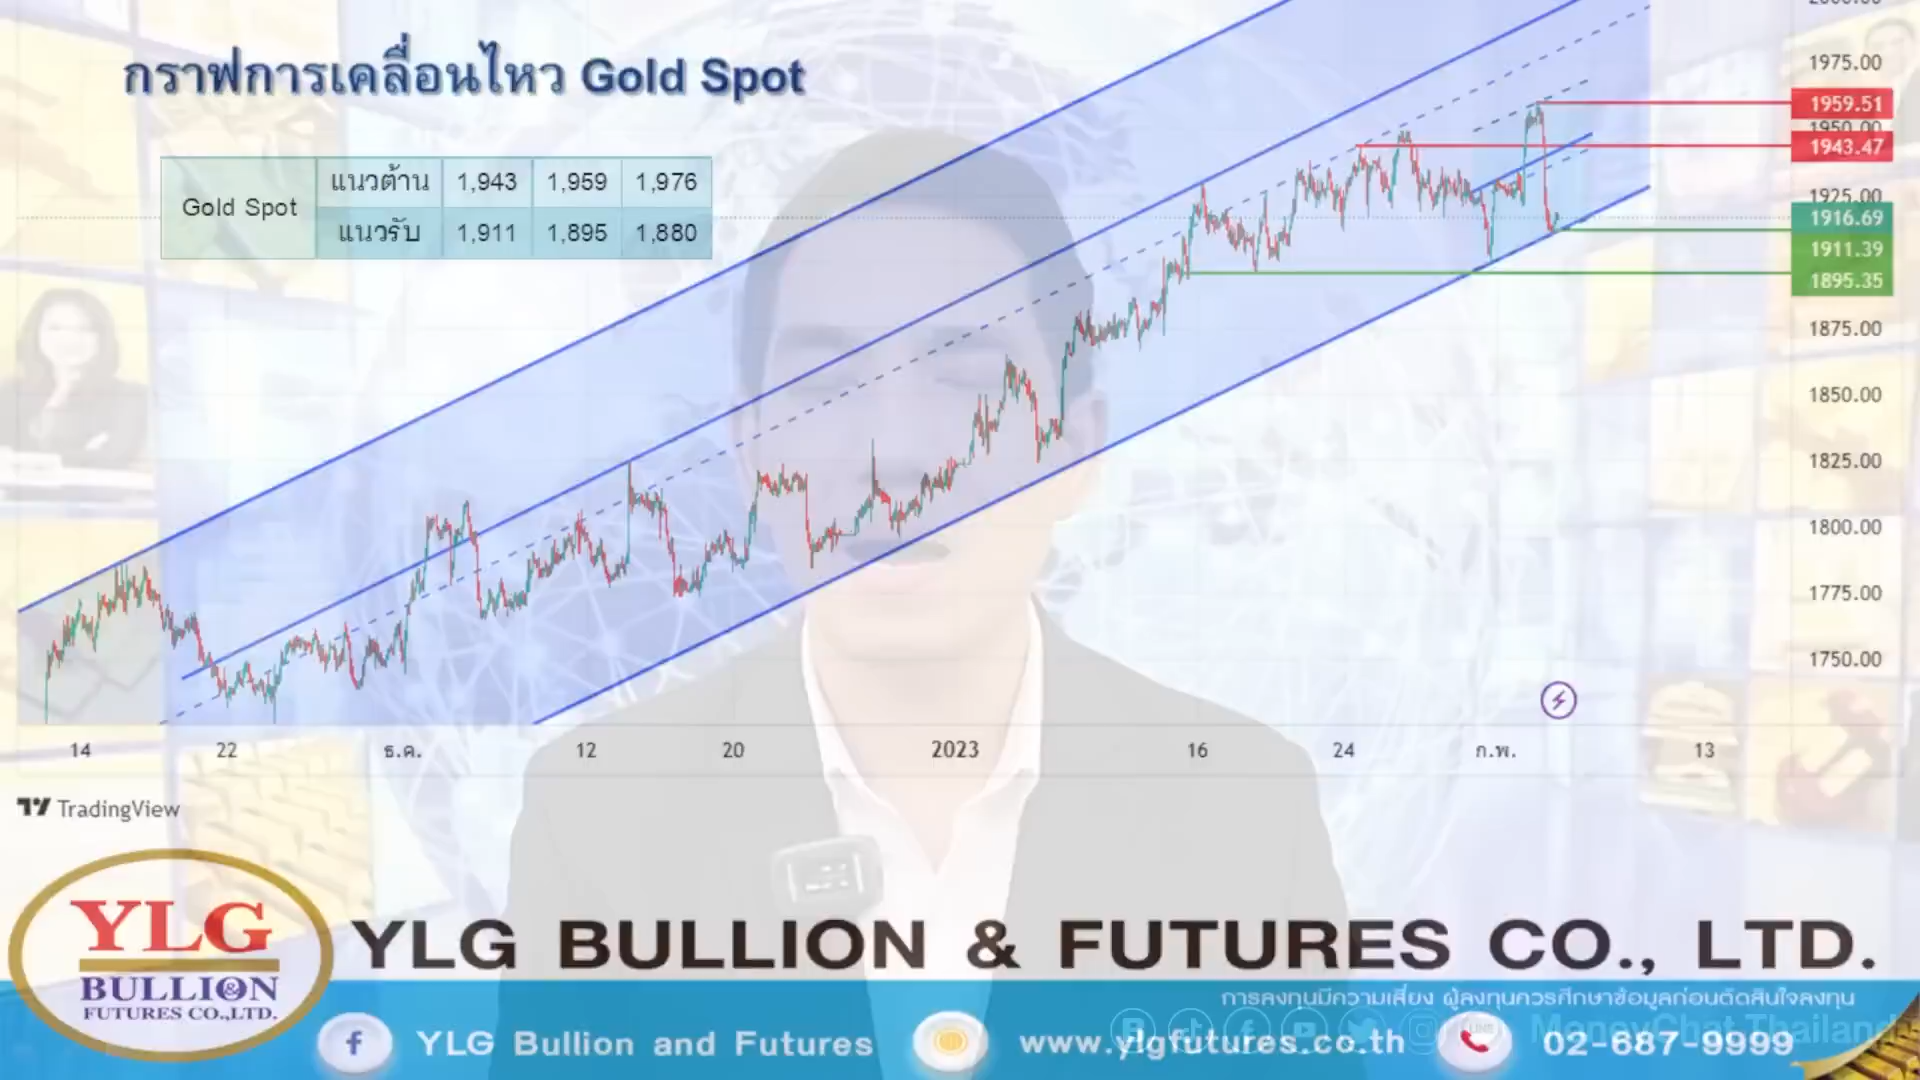 กราฟการเคลื่อนไหว Gold Spot
Gold Spot
แนวต้าน 1,943 1,959 1,976
แนวรับ 1,911 1,895 1,880
2000.00
1975.00
1959.51
1950.00
1943.47
1925.00
1916.69
1911.39
1895.35
1875.00
1850.00
1825.00
1800.00
1775.00
1750.00
14 22 ธ.ค. 12 20 2023 16 24 ก.พ. 13
TradingView
YLG
BULLION &
FUTURES CO.,LTD.
YLG BULLION & FUTURES CO., LTD.
การลงทุนมีความเสี่ยง ผู้ลงทุนควรศึกษาข้อมูลก่อนตัดสินใจลงทุน
YLG Bullion and Futures www.ylgfutures.co.th 02-687-9999
MoneyChat Thailand